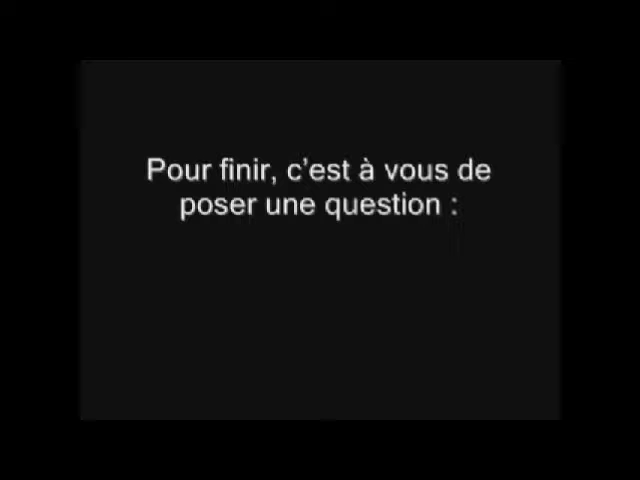 Pour finir, c’est à vous de
poser une question :